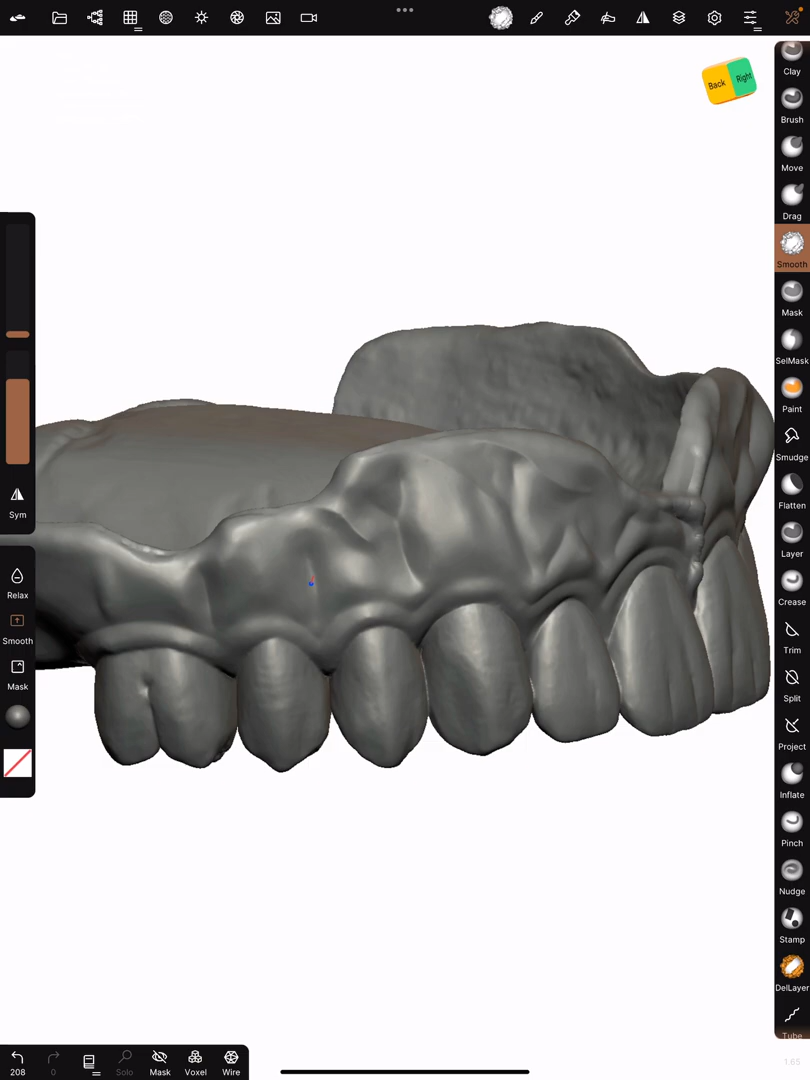 Back
Right
Clay
Brush
Move
Drag
Smooth
Mask
SelMask
Paint
Smudge
Flatten
Layer
Crease
Trim
Split
Project
Inflate
Pinch
Nudge
Stamp
DelLayer
Tube
1.65
Sym
Relax
Smooth
Mask
208
0
Solo
Mask
Voxel
Wire